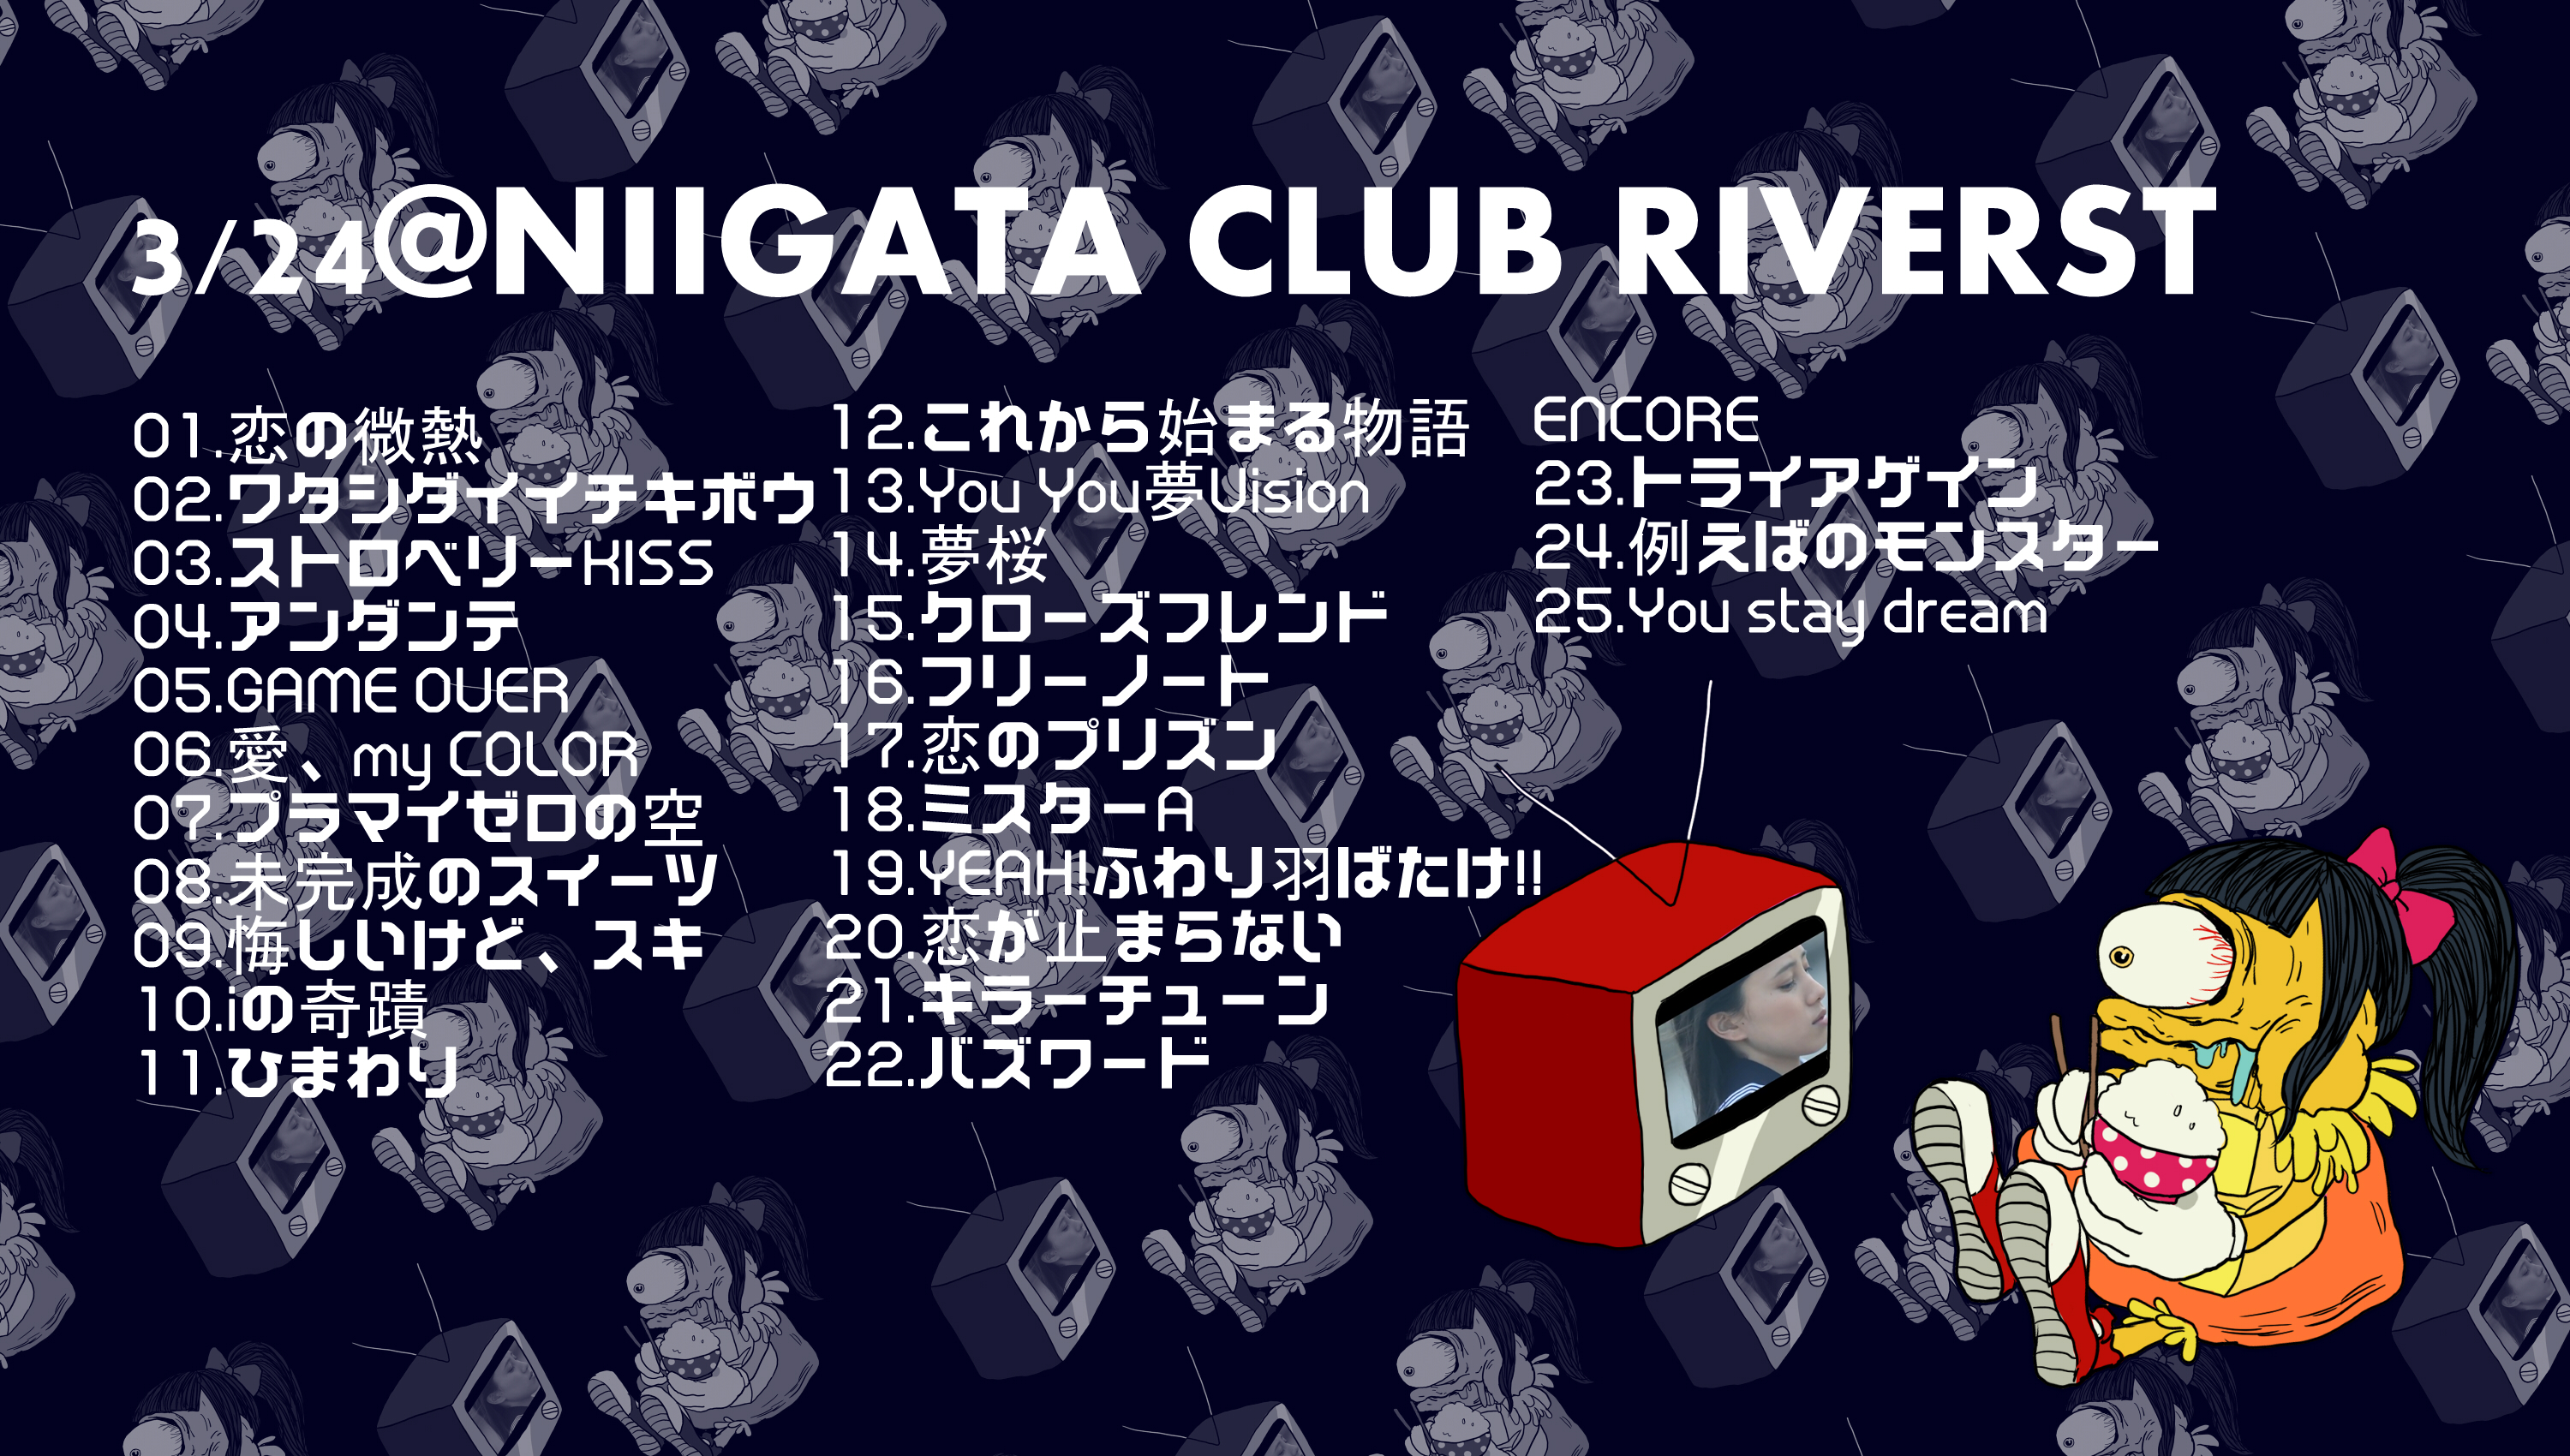 3/24@NIIGATA CLUB RIVERST
01.恋の微熱
02.ワタシダイイチキボウ
03.ストロベリーKISS
04.アンダンテ
05.GAME OVER
06.愛、my COLOR
07.プラマイゼロの空
08.未完成のスイーツ
09.悔しいけど、スキ
10.iの奇蹟
11.ひまわり
12.これから始まる物語
13.You You夢Vision
14.夢桜
15.クローズフレンド
16.フリーノート
17.恋のプリズン
18.ミスターA
19.YEAH!ふわり羽ばたけ!!
20.恋が止まらない
21.キラーチューン
22.バズワード
ENCORE
23.トライアゲイン
24.例えばのモンスター
25.You stay dream